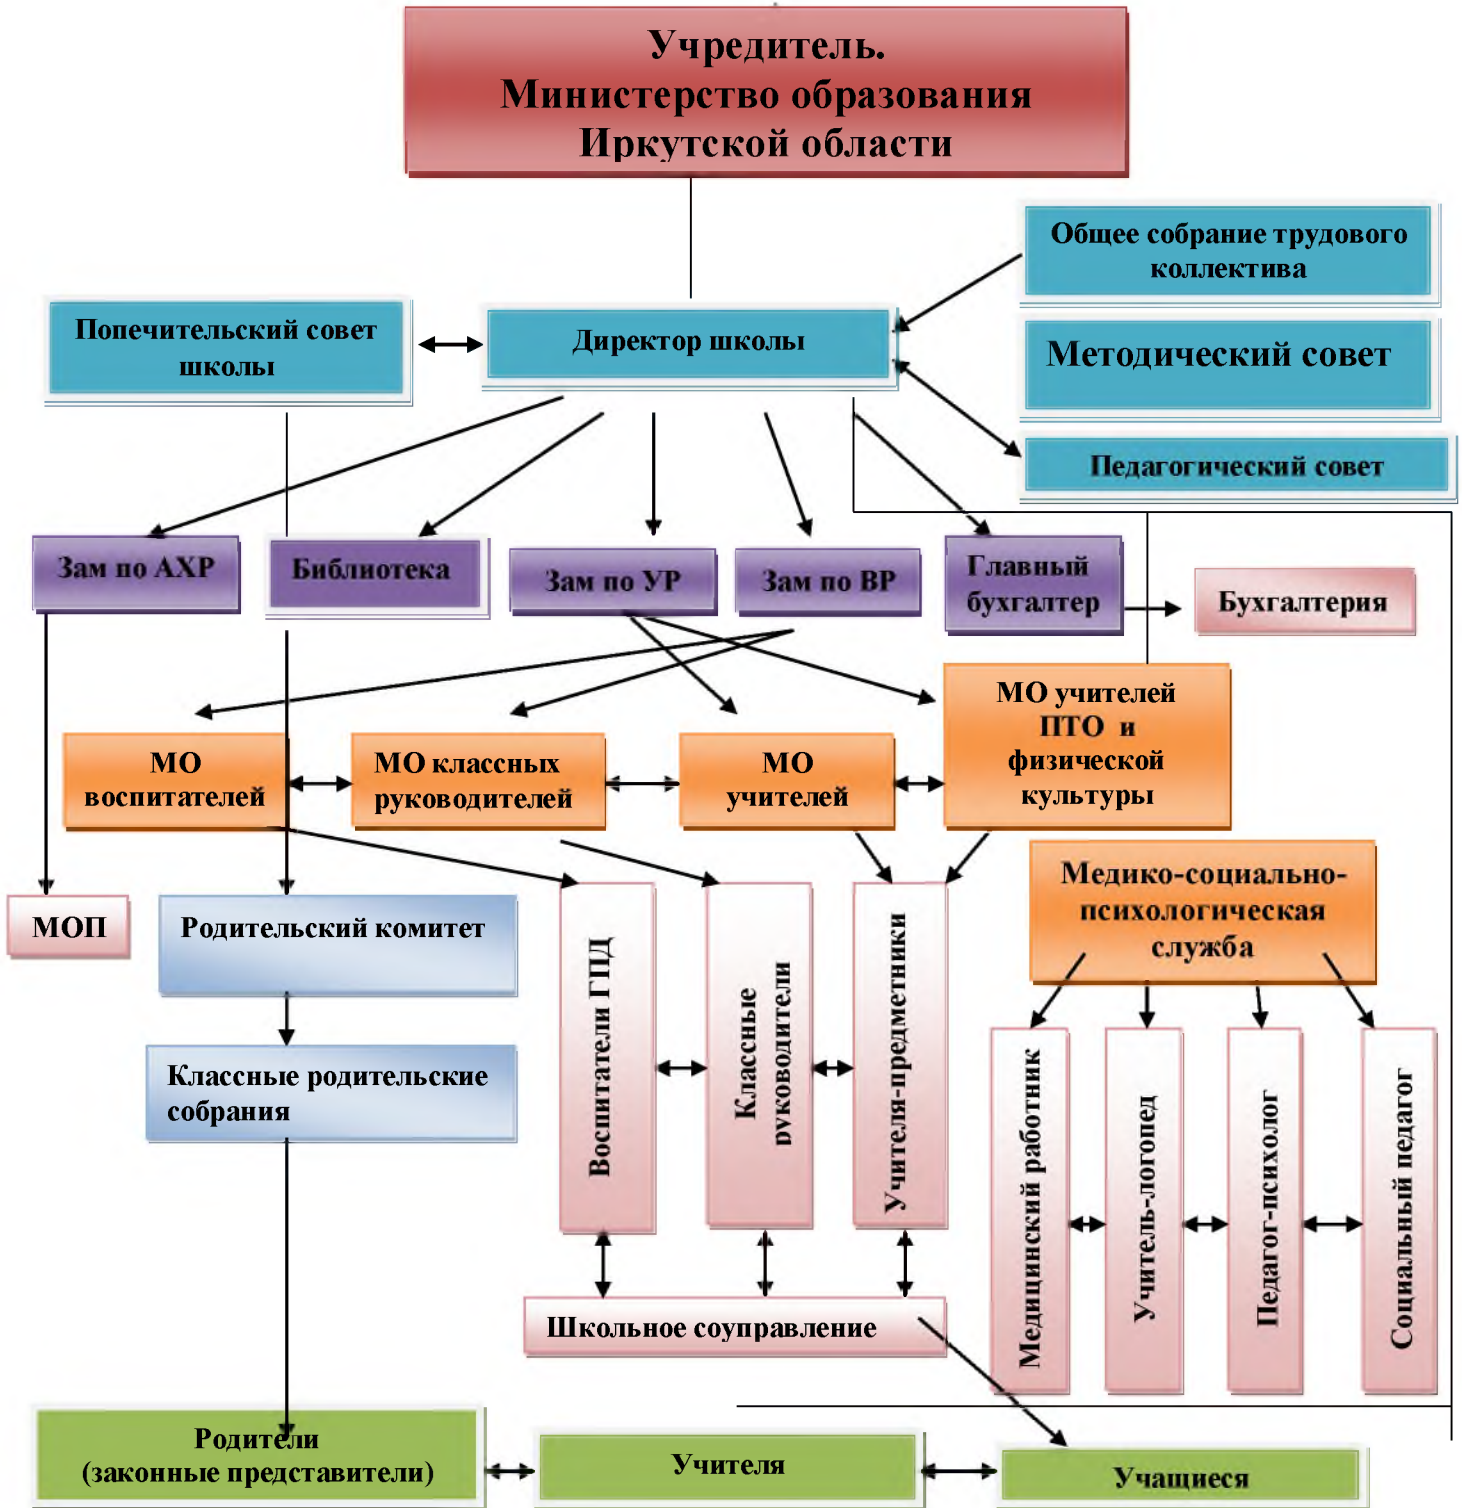 Учредитель.
Министерство образования
Иркутской области
Общее собрание трудового
коллектива
Попечительский совет
школы
Директор школы
Методический совет
Педагогический совет
Зам по АХР
Библиотека
Зам по УР
Зам по ВР
Главный
бухгалтер
Бухгалтерия
МО
воспитателей
МО классных
руководителей
МО
учителей
МО учителей
ПТО и
физической
культуры
МОП
Родительский комитет
Классные родительские
собрания
Воспитатели ГПД
Классные
руководители
Учителя-предметники
Медико-социально-
психологическая
служба
Медицинский работник
Учитель-логопед
Педагог-психолог
Социальный педагог
Школьное соуправление
Родители
(законные представители)
Учителя
Учащиеся